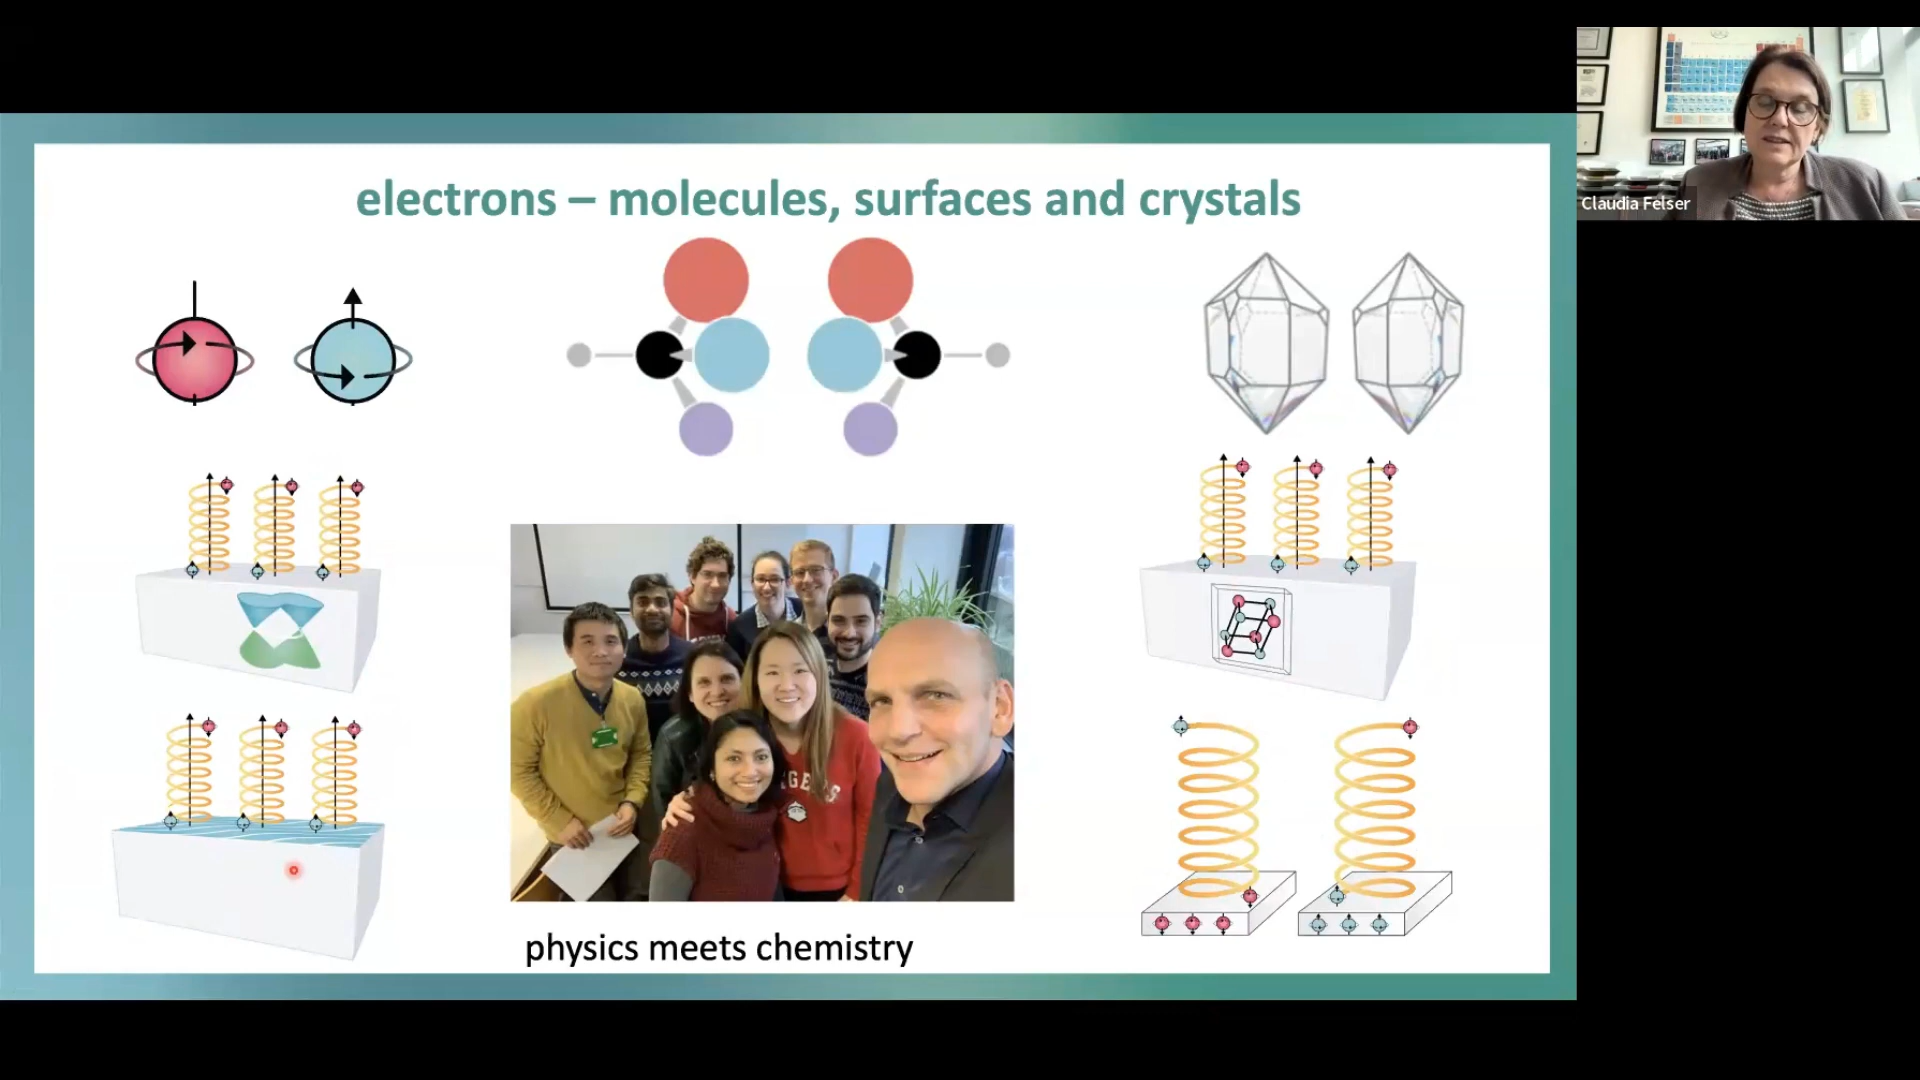 electrons – molecules, surfaces and crystals
Claudia Felser
physics meets chemistry